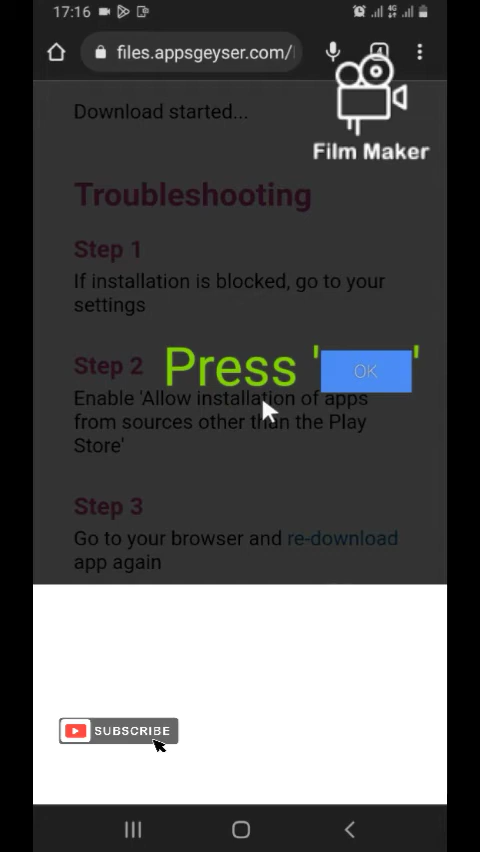 17:16
files.appsgeyser.com/
Film Maker
Download started...
Troubleshooting
Step 1
If installation is blocked, go to your
settings
Press ' OK '
Step 2
Enable 'Allow installation of apps
from sources other than the Play
Store'
Step 3
Go to your browser and re-download
app again
SUBSCRIBE